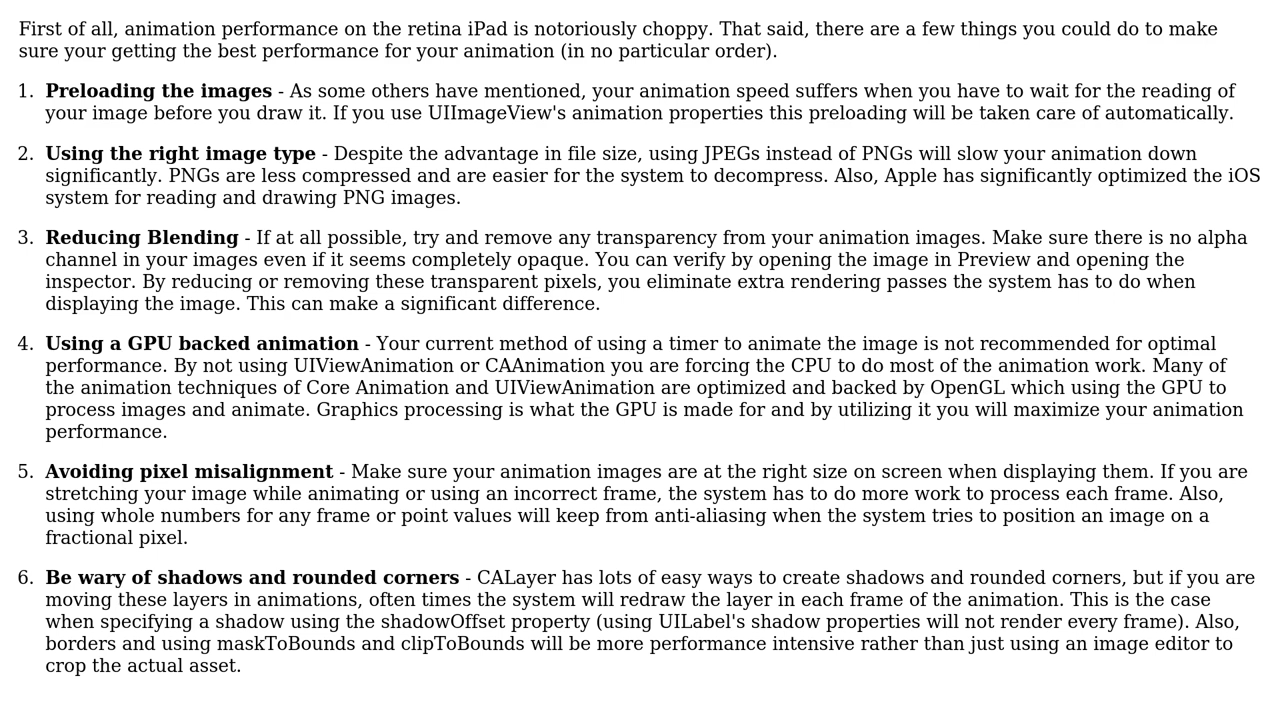 First of all, animation performance on the retina iPad is notoriously choppy. That said, there are a few things you could do to make
sure your getting the best performance for your animation (in no particular order).
1. Preloading the images - As some others have mentioned, your animation speed suffers when you have to wait for the reading of
your image before you draw it. If you use UIImageView's animation properties this preloading will be taken care of automatically.
2. Using the right image type - Despite the advantage in file size, using JPEGs instead of PNGs will slow your animation down
significantly. PNGs are less compressed and are easier for the system to decompress. Also, Apple has significantly optimized the iOS
system for reading and drawing PNG images.
3. Reducing Blending - If at all possible, try and remove any transparency from your animation images. Make sure there is no alpha
channel in your images even if it seems completely opaque. You can verify by opening the image in Preview and opening the
inspector. By reducing or removing these transparent pixels, you eliminate extra rendering passes the system has to do when
displaying the image. This can make a significant difference.
4. Using a GPU backed animation - Your current method of using a timer to animate the image is not recommended for optimal
performance. By not using UIViewAnimation or CAAnimation you are forcing the CPU to do most of the animation work. Many of
the animation techniques of Core Animation and UIViewAnimation are optimized and backed by OpenGL which using the GPU to
process images and animate. Graphics processing is what the GPU is made for and by utilizing it you will maximize your animation
performance.
5. Avoiding pixel misalignment - Make sure your animation images are at the right size on screen when displaying them. If you are
stretching your image while animating or using an incorrect frame, the system has to do more work to process each frame. Also,
using whole numbers for any frame or point values will keep from anti-aliasing when the system tries to position an image on a
fractional pixel.
6. Be wary of shadows and rounded corners - CALayer has lots of easy ways to create shadows and rounded corners, but if you are
moving these layers in animations, often times the system will redraw the layer in each frame of the animation. This is the case
when specifying a shadow using the shadowOffset property (using UILabel's shadow properties will not render every frame). Also,
borders and using maskToBounds and clipToBounds will be more performance intensive rather than just using an image editor to
crop the actual asset.